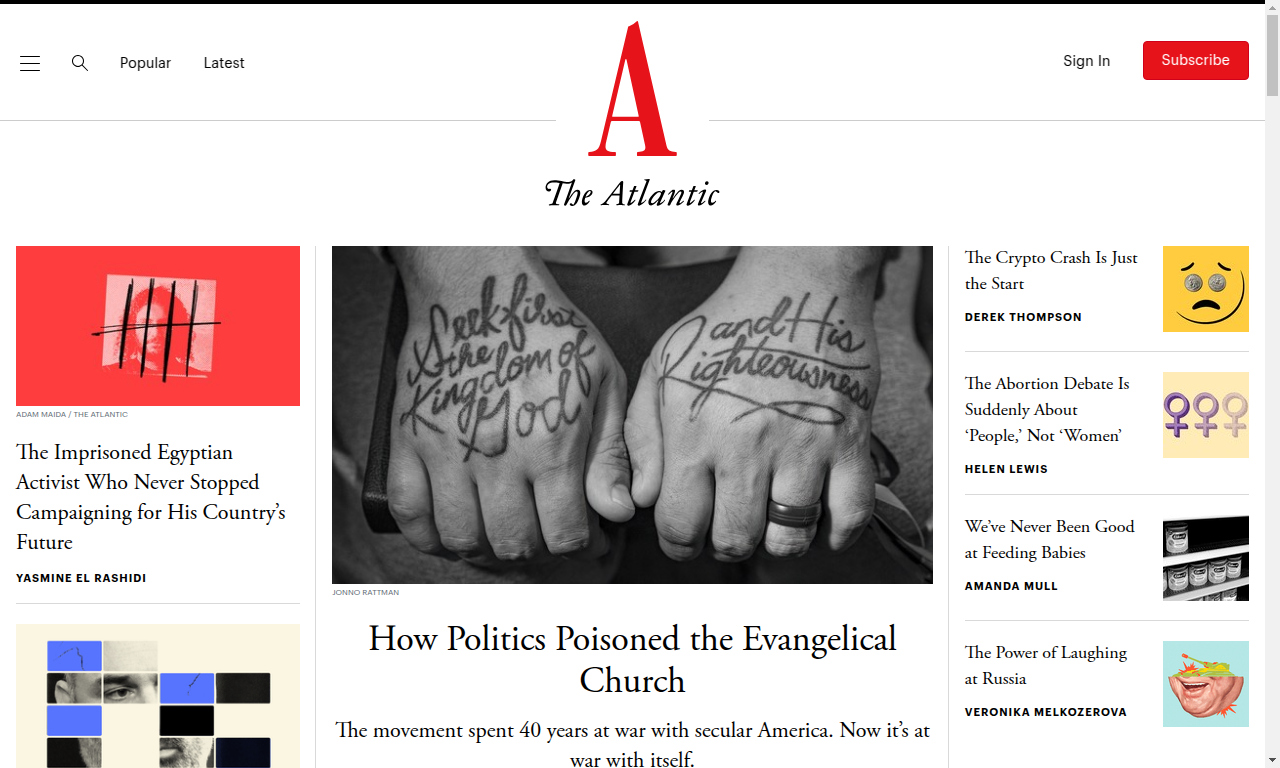 Popular
Latest
A
The Atlantic
Sign In
Subscribe
ADAM MAIDA / THE ATLANTIC
The Imprisoned Egyptian
Activist Who Never Stopped
Campaigning for His Country’s
Future
YASMINE EL RASHIDI
Seek first
the
Kingdom of
God
and His
Righteousness
JONNO RATTMAN
How Politics Poisoned the Evangelical
Church
The movement spent 40 years at war with secular America. Now it’s at
war with itself.
The Crypto Crash Is Just
the Start
DEREK THOMPSON
The Abortion Debate Is
Suddenly About
‘People,’ Not ‘Women’
HELEN LEWIS
We’ve Never Been Good
at Feeding Babies
AMANDA MULL
The Power of Laughing
at Russia
VERONIKA MELKOZEROVA